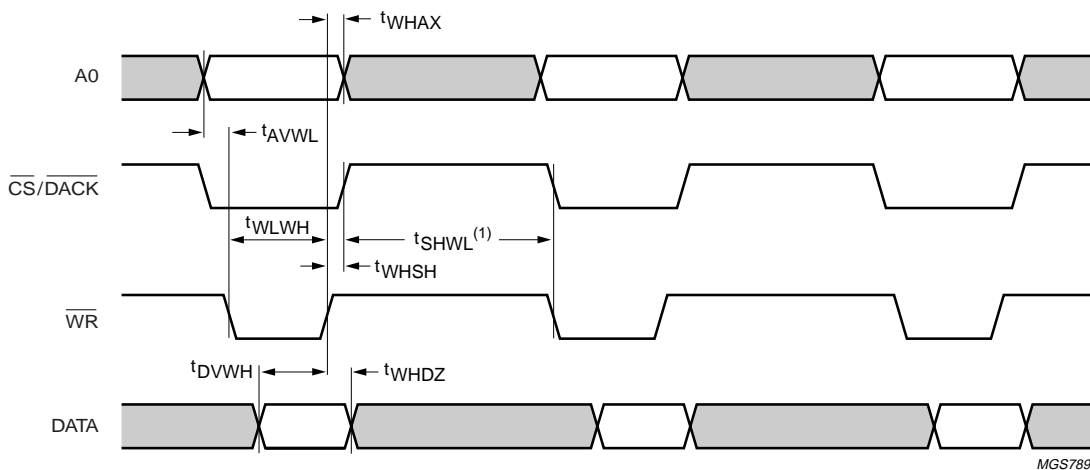 tWHAX
A0
tAVWL
CS/DACK
tWLWH
tSHWL(1)
tWHSH
WR
tDVWH
tWHDZ
DATA
MGS789